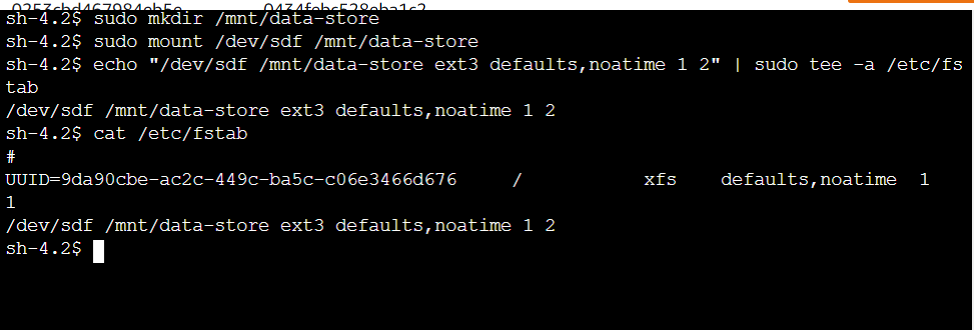 sh-4.2$ sudo mkdir /mnt/data-store
sh-4.2$ sudo mount /dev/sdf /mnt/data-store
sh-4.2$ echo "/dev/sdf /mnt/data-store ext3 defaults,noatime 1 2" | sudo tee -a /etc/fs
tab
/dev/sdf /mnt/data-store ext3 defaults,noatime 1 2
sh-4.2$ cat /etc/fstab
#
UUID=9da90cbe-ac2c-449c-ba5c-c06e3466d676 / xfs defaults,noatime 1
1
/dev/sdf /mnt/data-store ext3 defaults,noatime 1 2
sh-4.2$